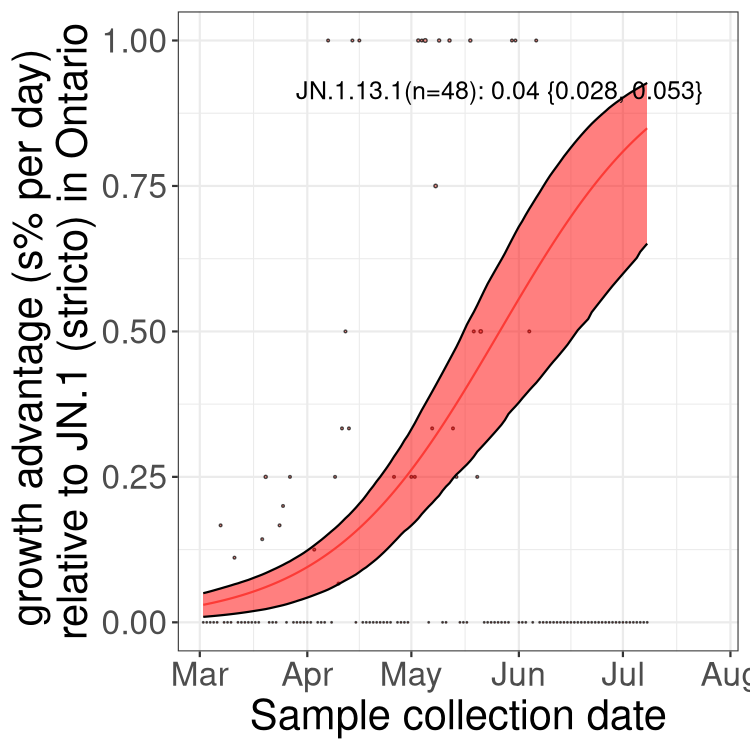 growth advantage (s% per day)
relative to JN.1 (stricto) in Ontario
1.00
0.75
0.50
0.25
0.00
JN.1.13.1(n=48): 0.04 {0.028, 0.053}
Mar Apr May Jun Jul Aug
Sample collection date